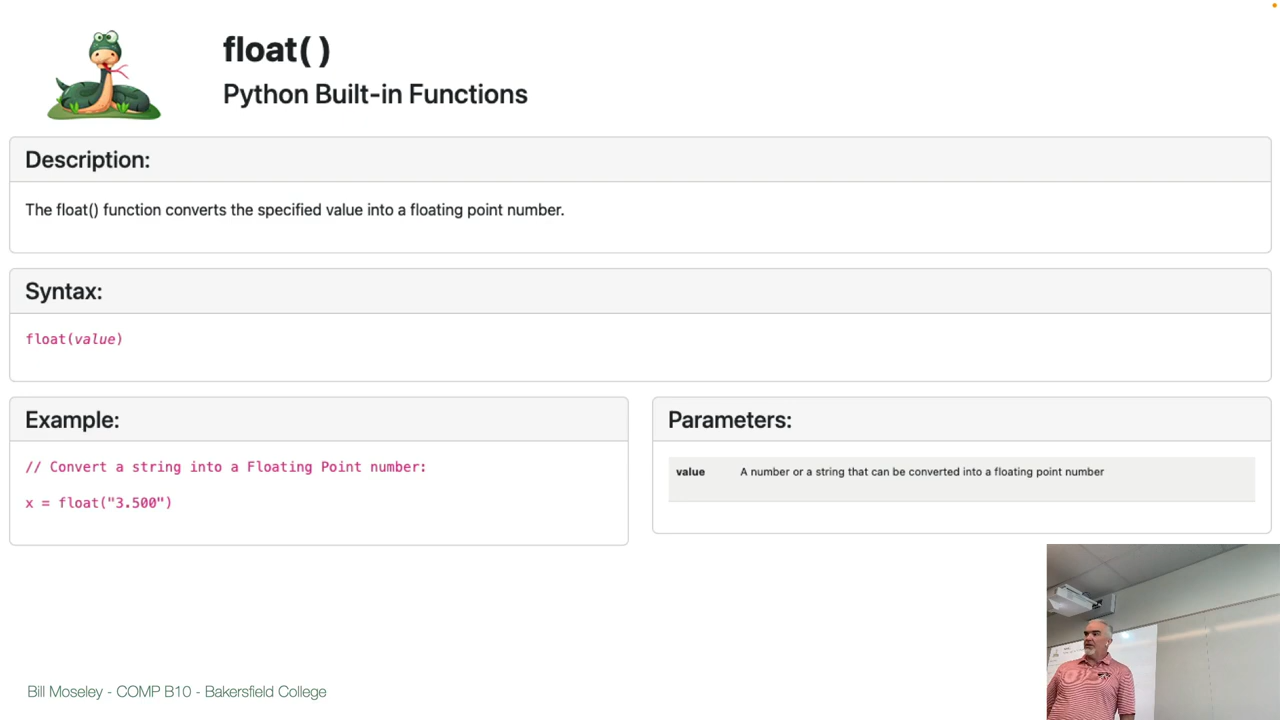 float( )
Python Built-in Functions
Description:
The float() function converts the specified value into a floating point number.
Syntax:
float(value)
Example:
// Convert a string into a Floating Point number:
x = float("3.500")
Parameters:
value A number or a string that can be converted into a floating point number
Bill Moseley - COMP B10 - Bakersfield College